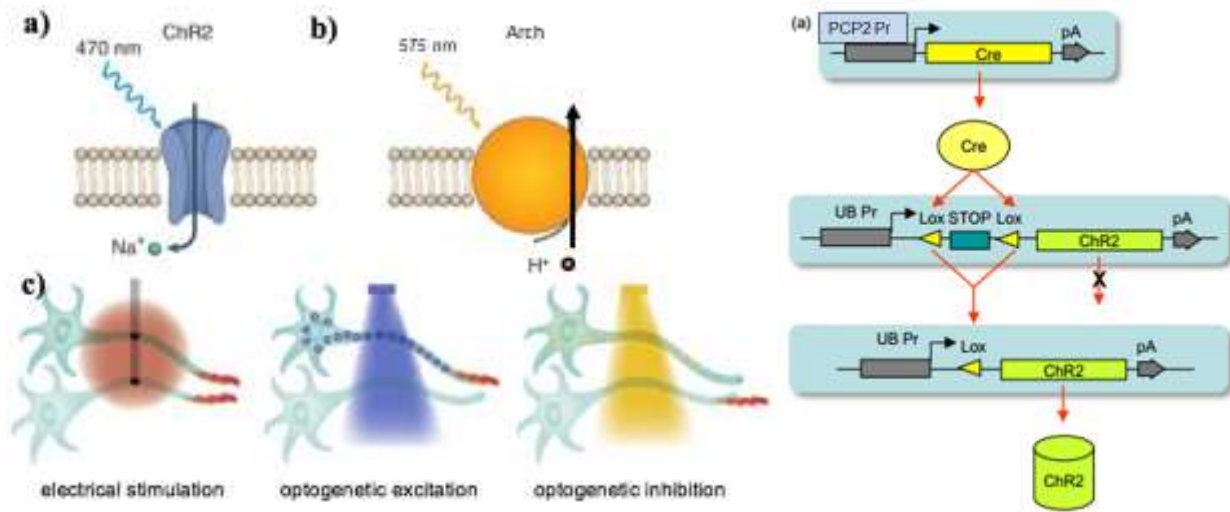 a)
ChR2
470 nm
Na⁺
b)
Arch
575 nm
H⁺
c)
electrical stimulation
optogenetic excitation
optogenetic inhibition
(a)
PCP2 Pr
Cre
pA
Cre
UB Pr
Lox STOP Lox
ChR2
pA
X
UB Pr
Lox
ChR2
pA
ChR2